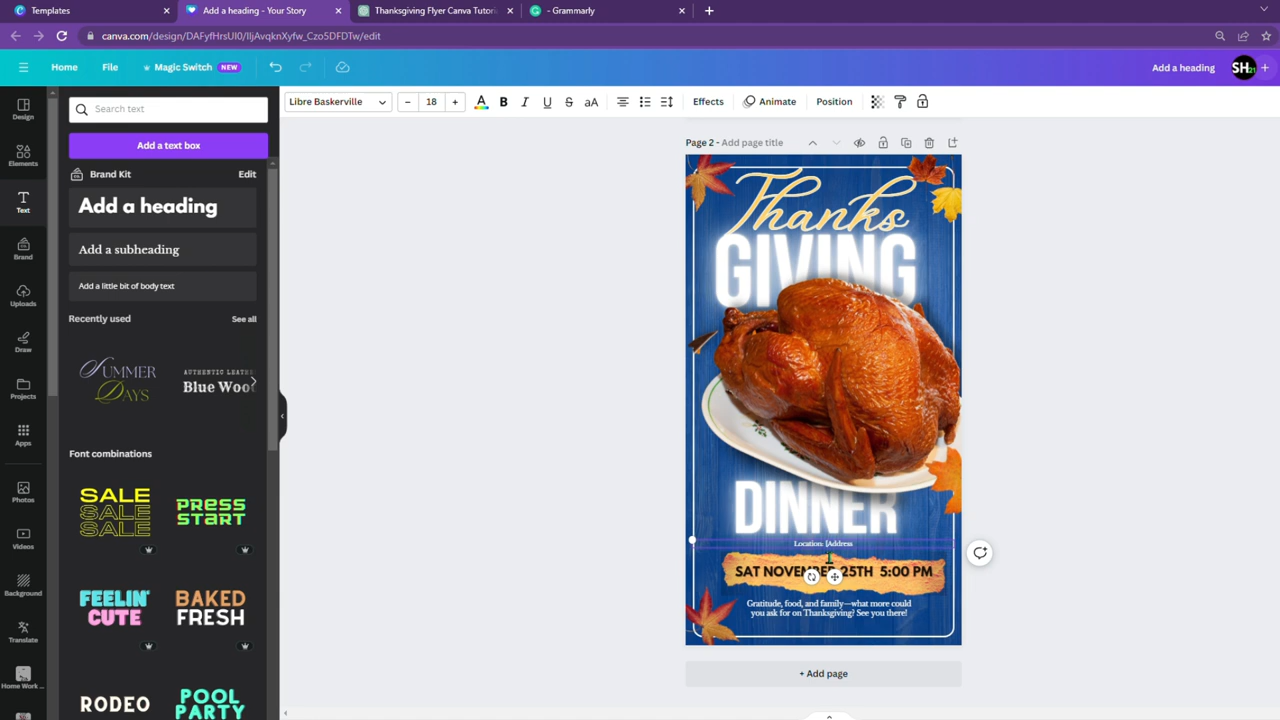 Templates
Add a heading - Your Story
Thanksgiving Flyer Canva Tutori
- Grammarly
canva.com/design/DAFyfHrsUI0/IljAvqknXyfw_Czo5DFDTw/edit
Home
File
Magic Switch
NEW
Add a heading
SH
Libre Baskerville
- 18 +
A
B
I
U
S
aA
Effects
Animate
Position
Design
Elements
Text
Brand
Uploads
Draw
Projects
Apps
Photos
Videos
Background
Translate
Home Work ...
Search text
Add a text box
Brand Kit
Edit
Add a heading
Add a subheading
Add a little bit of body text
Recently used
See all
SUMMER
DAYS
AUTHENTIC LEATH
Blue Woo
Font combinations
SALE
SALE
SALE
PRESS
START
FEELIN'
CUTE
BAKED
FRESH
RODEO
POOL
PARTY
Page 2 - Add page title
Thanks
GIVING
DINNER
Location: [Address
SAT NOVEMBER 25TH 5:00 PM
Gratitude, food, and family—what more could
you ask for on Thanksgiving? See you there!
+ Add page